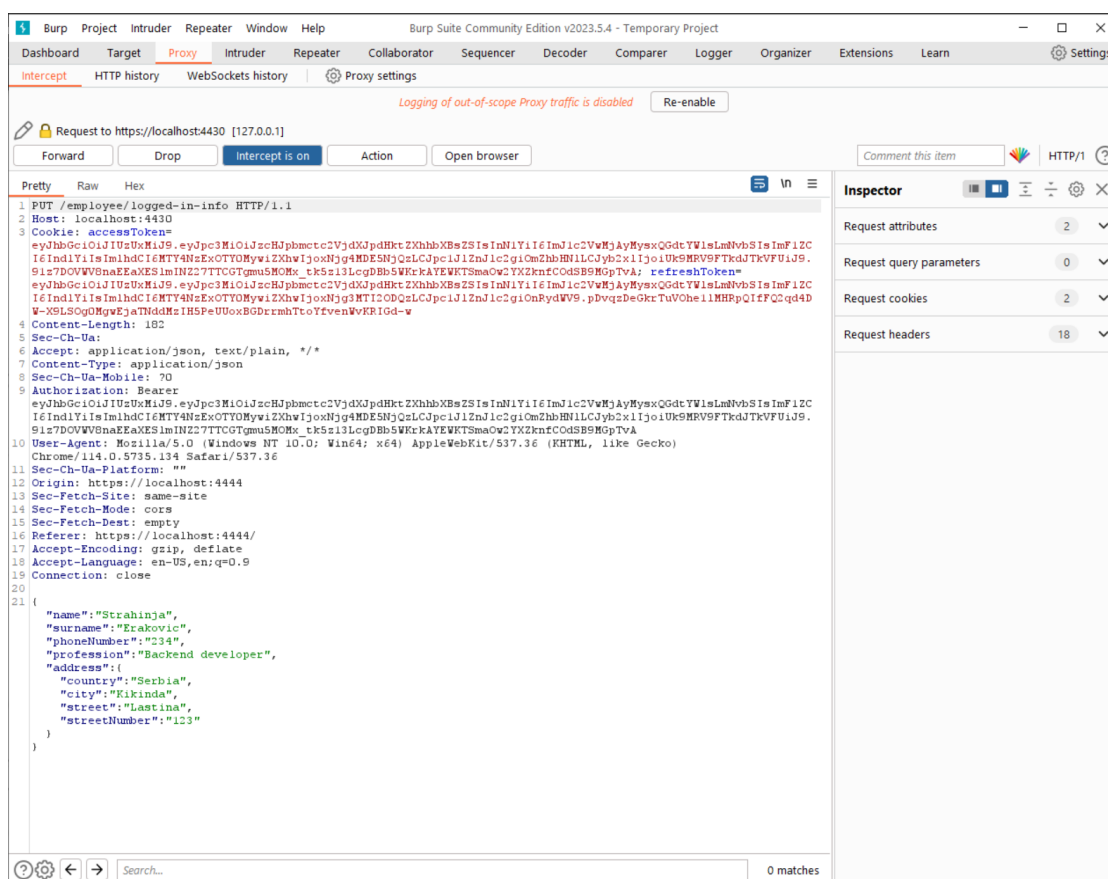 Burp Project Intruder Repeater Window Help Burp Suite Community Edition v2023.5.4 - Temporary Project
Dashboard Target Proxy Intruder Repeater Collaborator Sequencer Decoder Comparer Logger Organizer Extensions Learn Settings
Intercept HTTP history WebSockets history Proxy settings
Logging of out-of-scope Proxy traffic is disabled Re-enable
Request to https://localhost:4430 [127.0.0.1]
Forward Drop Intercept is on Action Open browser Comment this item HTTP/1
Pretty Raw Hex \n
Inspector
Request attributes 2
Request query parameters 0
Request cookies 2
Request headers 18
1 PUT /employee/logged-in-info HTTP/1.1
2 Host: localhost:4430
3 Cookie: accessToken=
refreshToken=
4 Content-Length: 182
5 Sec-Ch-Ua:
6 Accept: application/json, text/plain, */*
7 Content-Type: application/json
8 Sec-Ch-Ua-Mobile: ?0
9 Authorization: Bearer
10 User-Agent: Mozilla/5.0 (Windows NT 10.0; Win64; x64) AppleWebKit/537.36 (KHTML, like Gecko)
Chrome/114.0.5735.134 Safari/537.36
11 Sec-Ch-Ua-Platform: ""
12 Origin: https://localhost:4444
13 Sec-Fetch-Site: same-site
14 Sec-Fetch-Mode: cors
15 Sec-Fetch-Dest: empty
16 Referer: https://localhost:4444/
17 Accept-Encoding: gzip, deflate
18 Accept-Language: en-US,en;q=0.9
19 Connection: close
20
21 {
"name":"Strahinja",
"surname":"Erakovic",
"phoneNumber":"234",
"profession":"Backend developer",
"address":{
"country":"Serbia",
"city":"Kikinda",
"street":"Lastina",
"streetNumber":"123"
}
}
Search... 0 matches